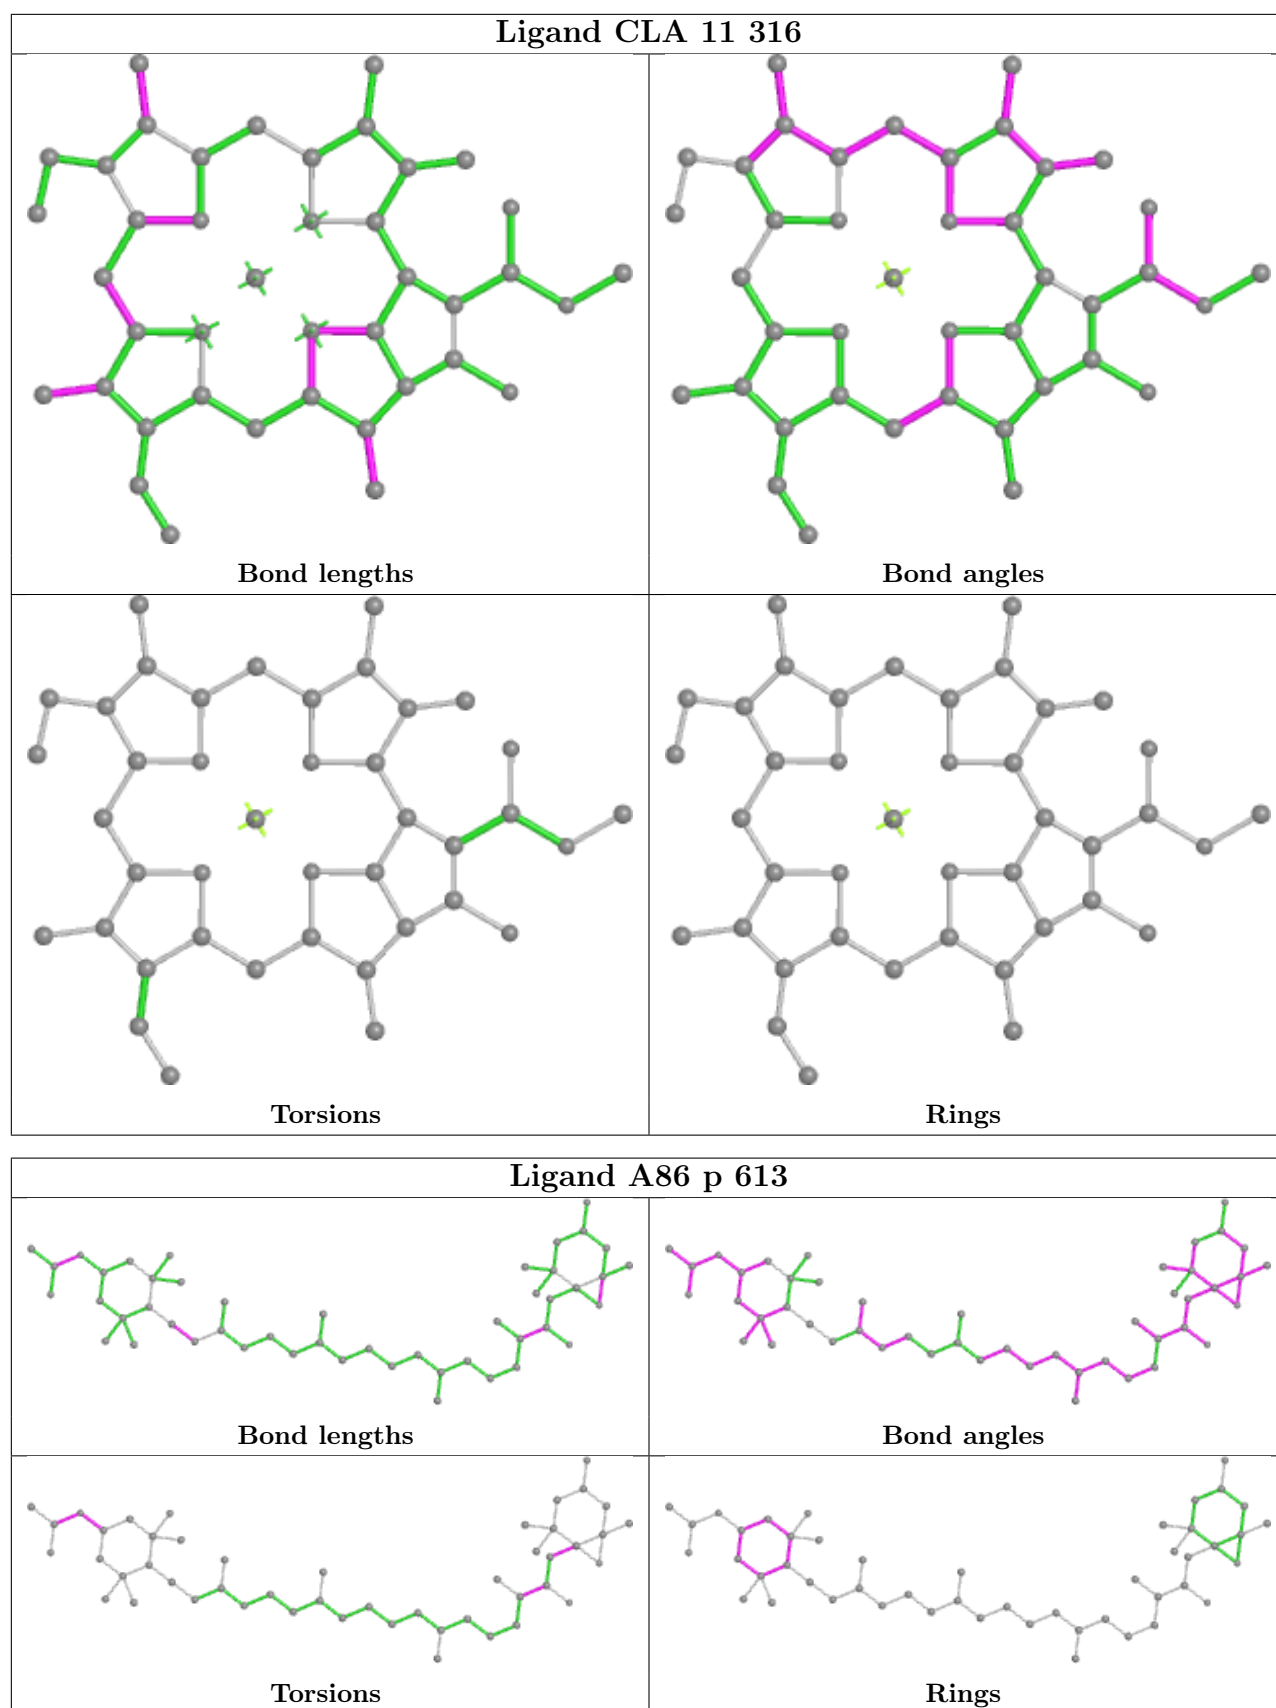 Ligand CLA 11 316
Bond lengths
Bond angles
Torsions
Rings
Ligand A86 p 613
Bond lengths
Bond angles
Torsions
Rings